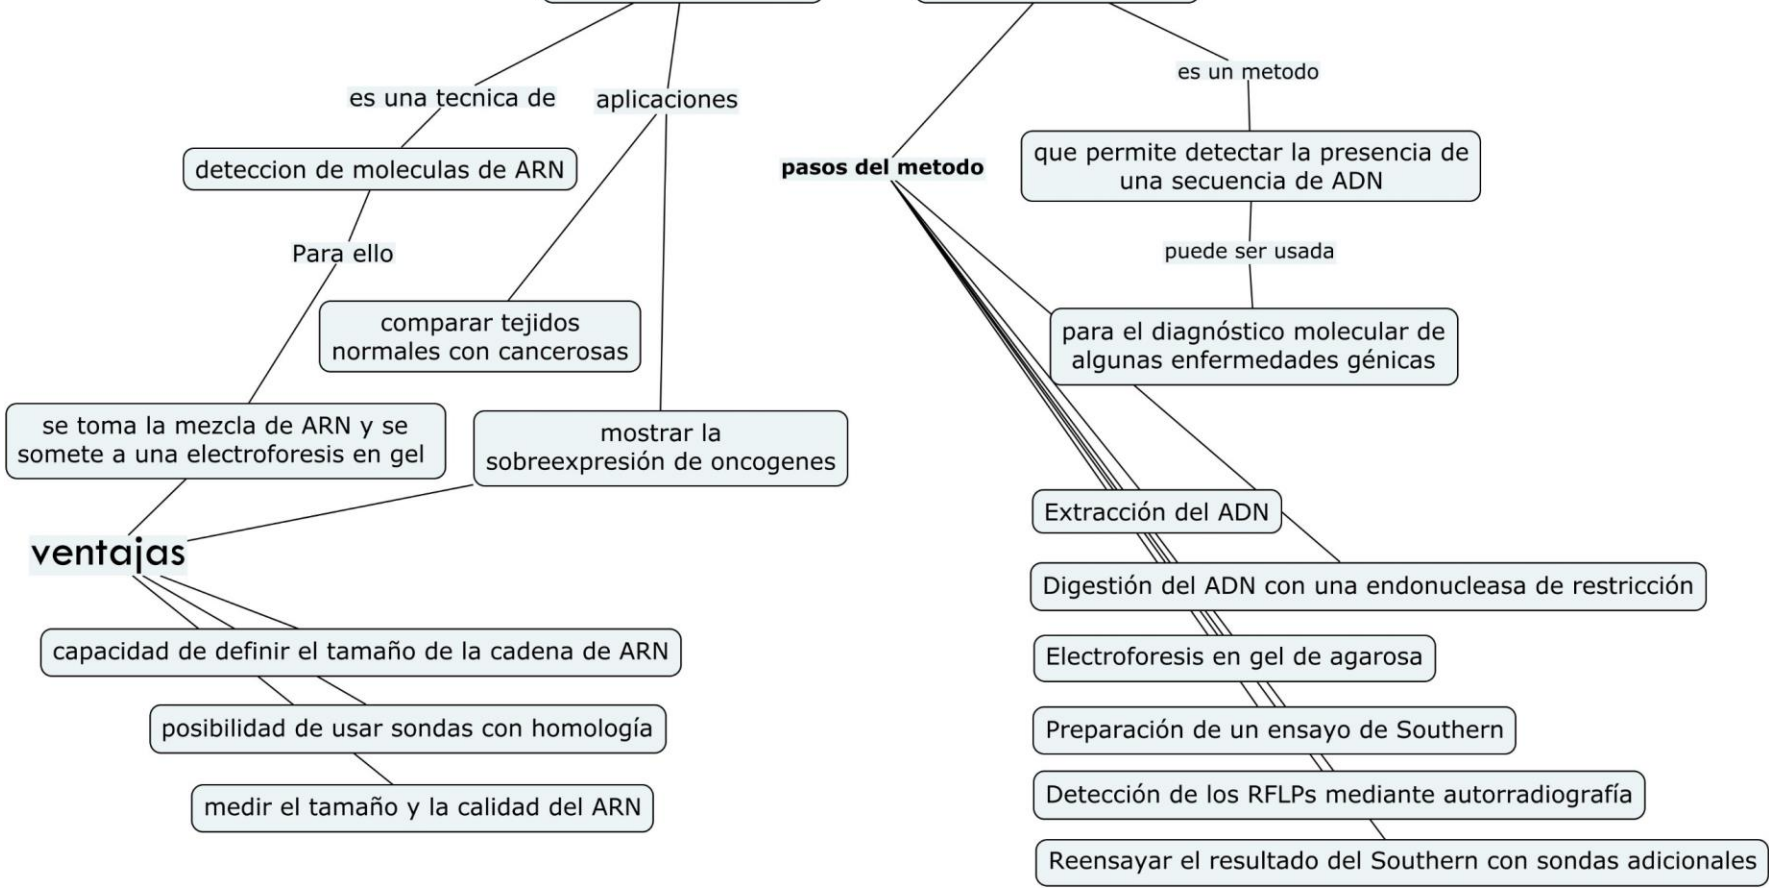 es una tecnica de
aplicaciones
deteccion de moleculas de ARN
Para ello
comparar tejidos
normales con cancerosas
se toma la mezcla de ARN y se
somete a una electroforesis en gel
mostrar la
sobreexpresión de oncogenes
ventajas
capacidad de definir el tamaño de la cadena de ARN
posibilidad de usar sondas con homología
medir el tamaño y la calidad del ARN
es un metodo
pasos del metodo
que permite detectar la presencia de
una secuencia de ADN
puede ser usada
para el diagnóstico molecular de
algunas enfermedades génicas
Extracción del ADN
Digestión del ADN con una endonucleasa de restricción
Electroforesis en gel de agarosa
Preparación de un ensayo de Southern
Detección de los RFLPs mediante autorradiografía
Reensayar el resultado del Southern con sondas adicionales